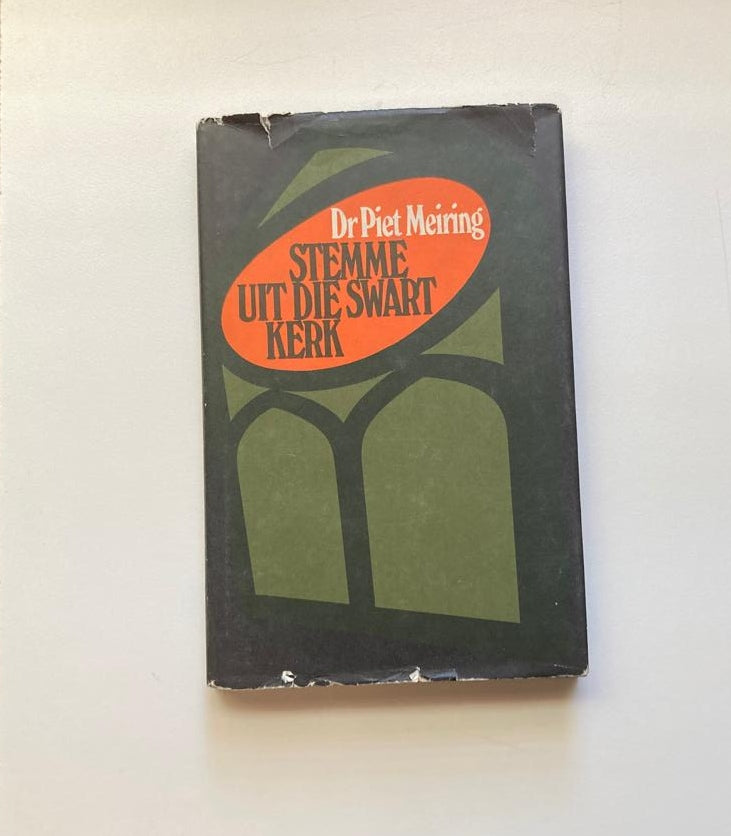 Dr Piet Meiring
STEMME
UIT DIE SWART
KERK